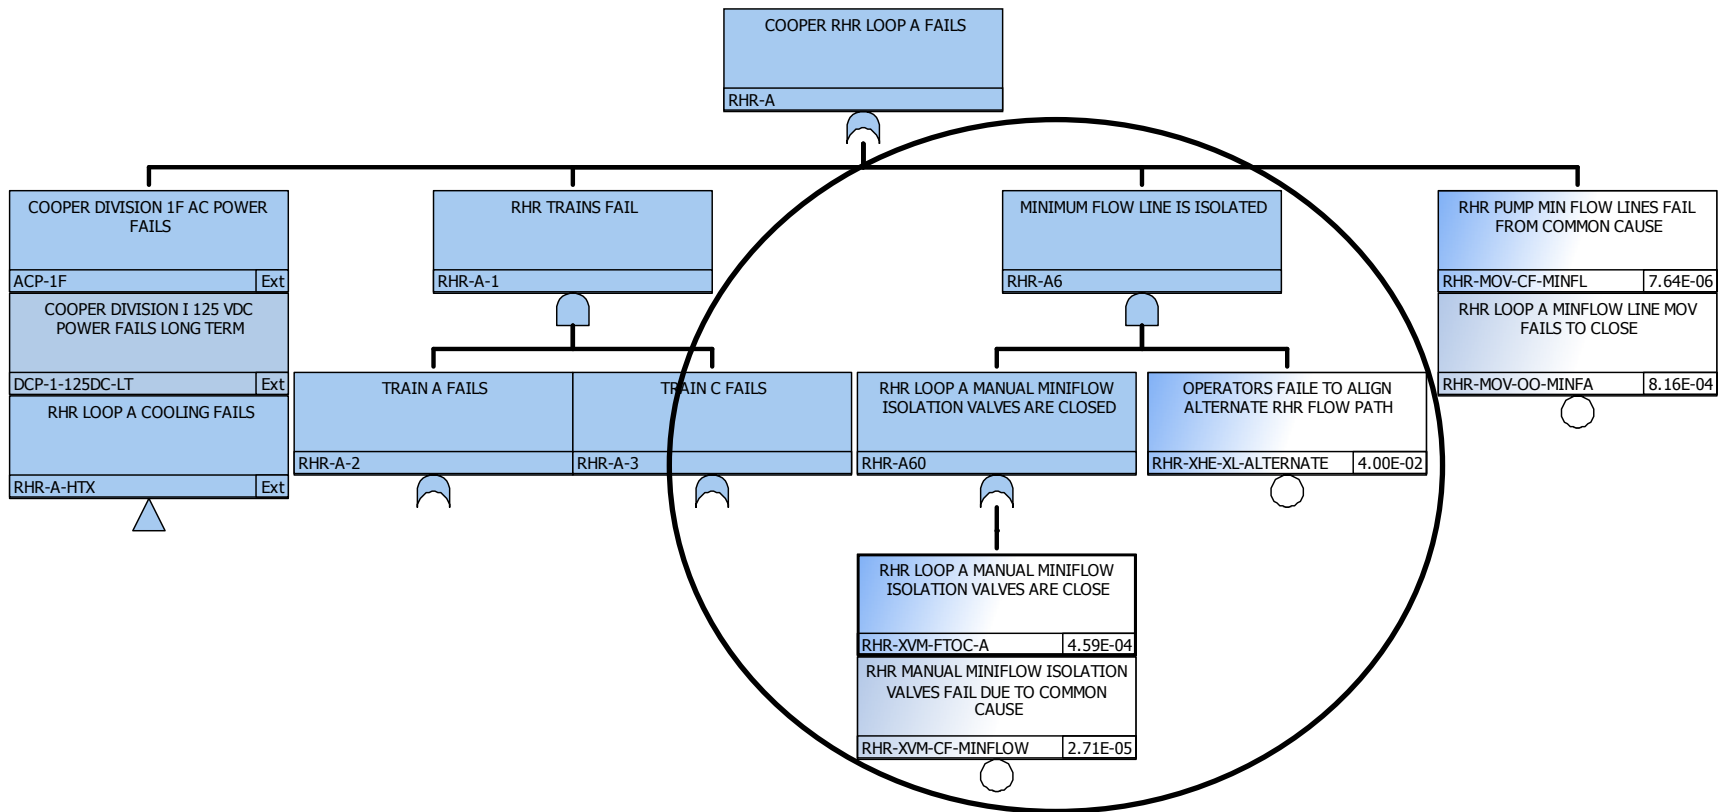 COOPER RHR LOOP A FAILS
RHR-A
COOPER DIVISION 1F AC POWER
FAILS
ACP-1F Ext
COOPER DIVISION I 125 VDC
POWER FAILS LONG TERM
DCP-1-125DC-LT Ext
RHR LOOP A COOLING FAILS
RHR-A-HTX Ext
RHR TRAINS FAIL
RHR-A-1
TRAIN A FAILS
RHR-A-2
TRAIN C FAILS
RHR-A-3
MINIMUM FLOW LINE IS ISOLATED
RHR-A6
RHR LOOP A MANUAL MINIFLOW
ISOLATION VALVES ARE CLOSED
RHR-A60
RHR LOOP A MANUAL MINIFLOW
ISOLATION VALVES ARE CLOSE
RHR-XVM-FTOC-A 4.59E-04
RHR MANUAL MINIFLOW ISOLATION
VALVES FAIL DUE TO COMMON
CAUSE
RHR-XVM-CF-MINFLOW 2.71E-05
OPERATORS FAILE TO ALIGN
ALTERNATE RHR FLOW PATH
RHR-XHE-XL-ALTERNATE 4.00E-02
RHR PUMP MIN FLOW LINES FAIL
FROM COMMON CAUSE
RHR-MOV-CF-MINFL 7.64E-06
RHR LOOP A MINFLOW LINE MOV
FAILS TO CLOSE
RHR-MOV-OO-MINFA 8.16E-04